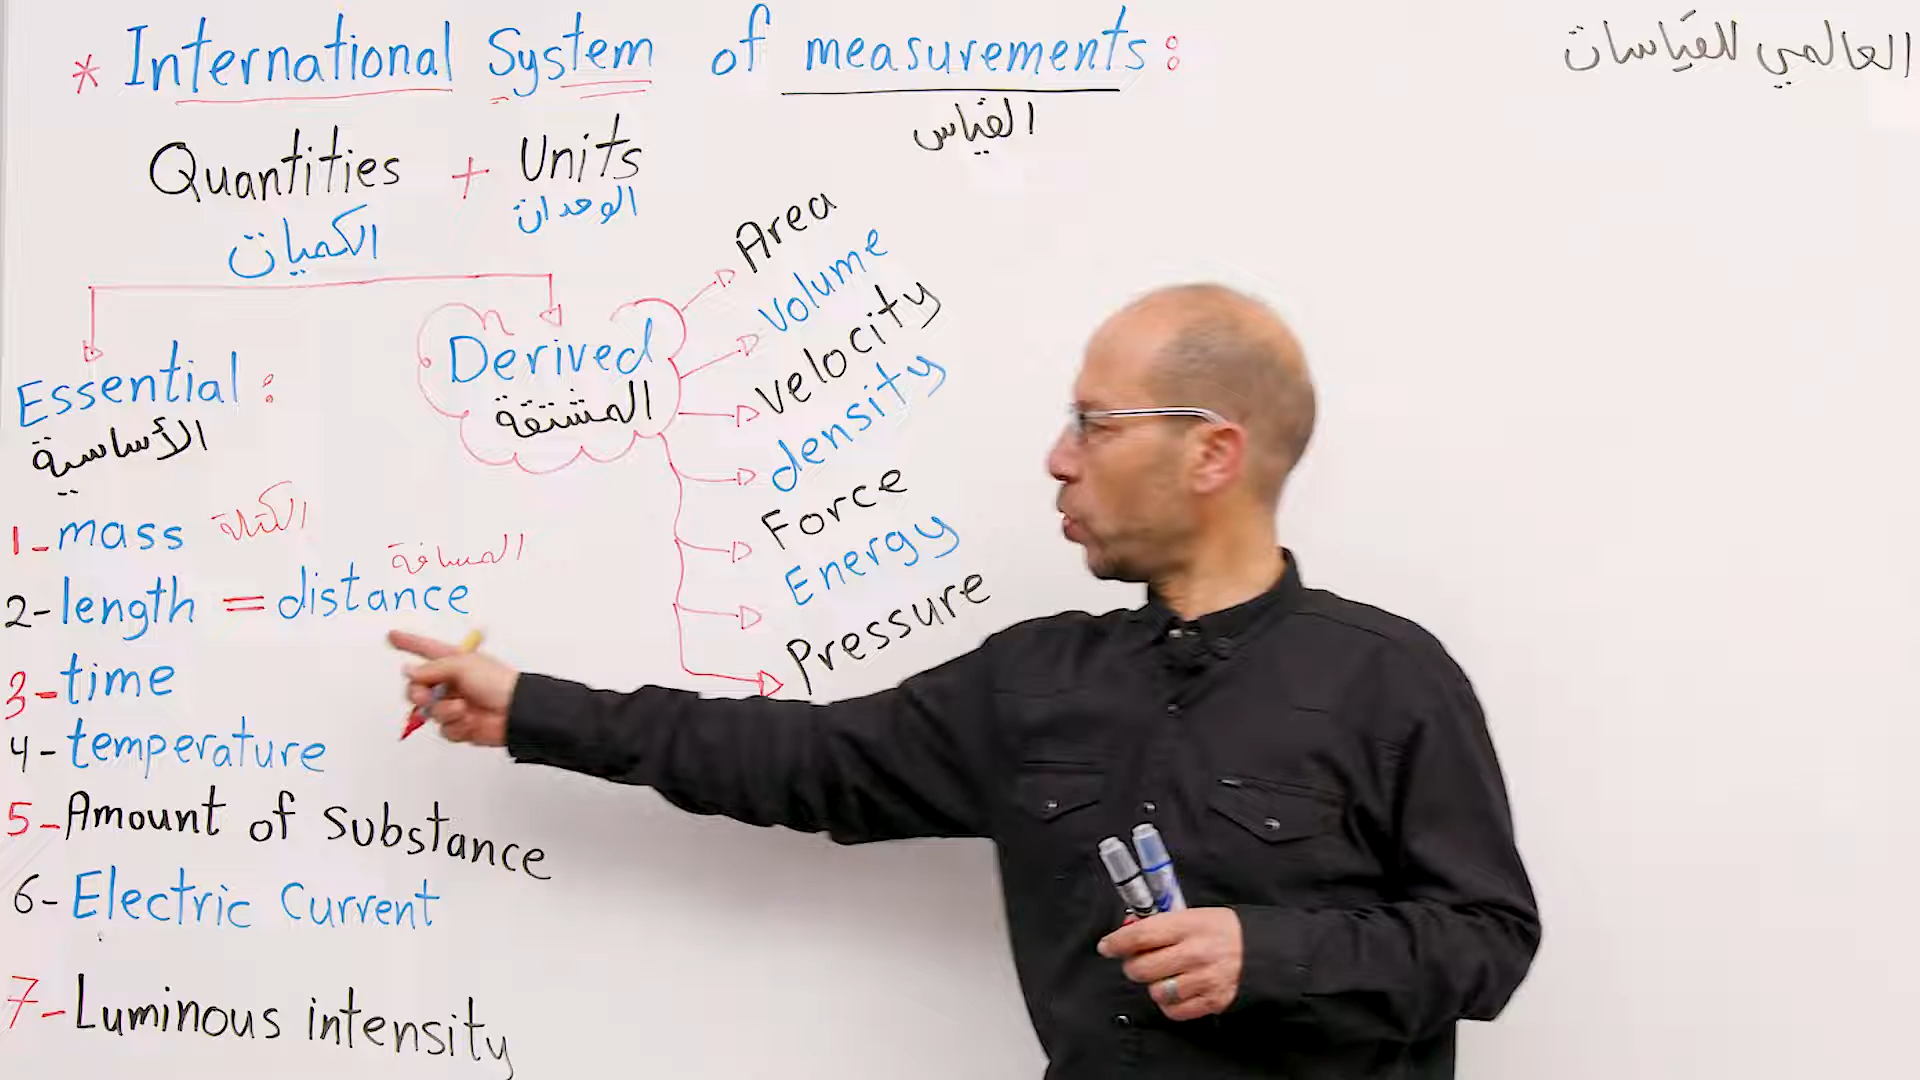 * International System of measurements:
العالمي للقياسات
القياس
Quantities + Units
الكميات
الوحدات
Essential :
الأساسية
1-mass الكتلة
2-length = distance
المسافة
3-time
4-temperature
5-Amount of substance
6-Electric Current
7-Luminous intensity
Derived
المشتقة
Area
volume
velocity
density
Force
Energy
Pressure